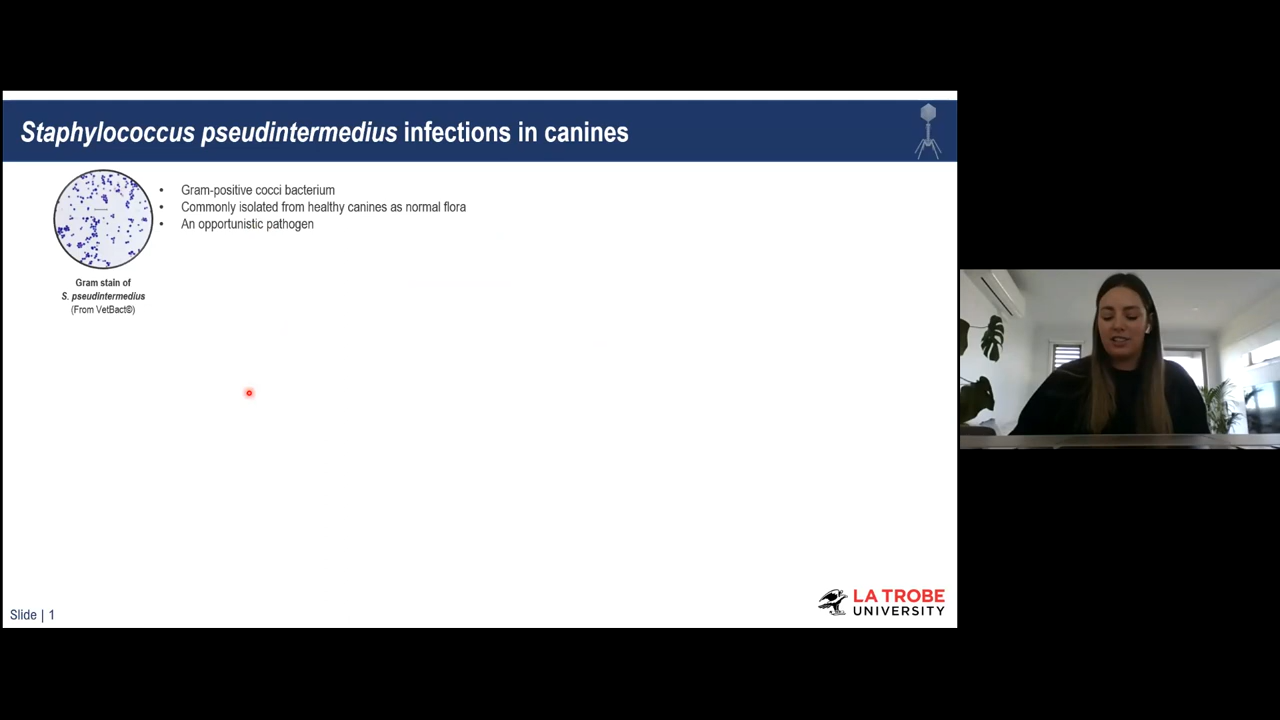 Staphylococcus pseudintermedius infections in canines
• Gram-positive cocci bacterium
• Commonly isolated from healthy canines as normal flora
• An opportunistic pathogen
Gram stain of
S. pseudintermedius
(From VetBact©)
Slide | 1
LA TROBE
UNIVERSITY